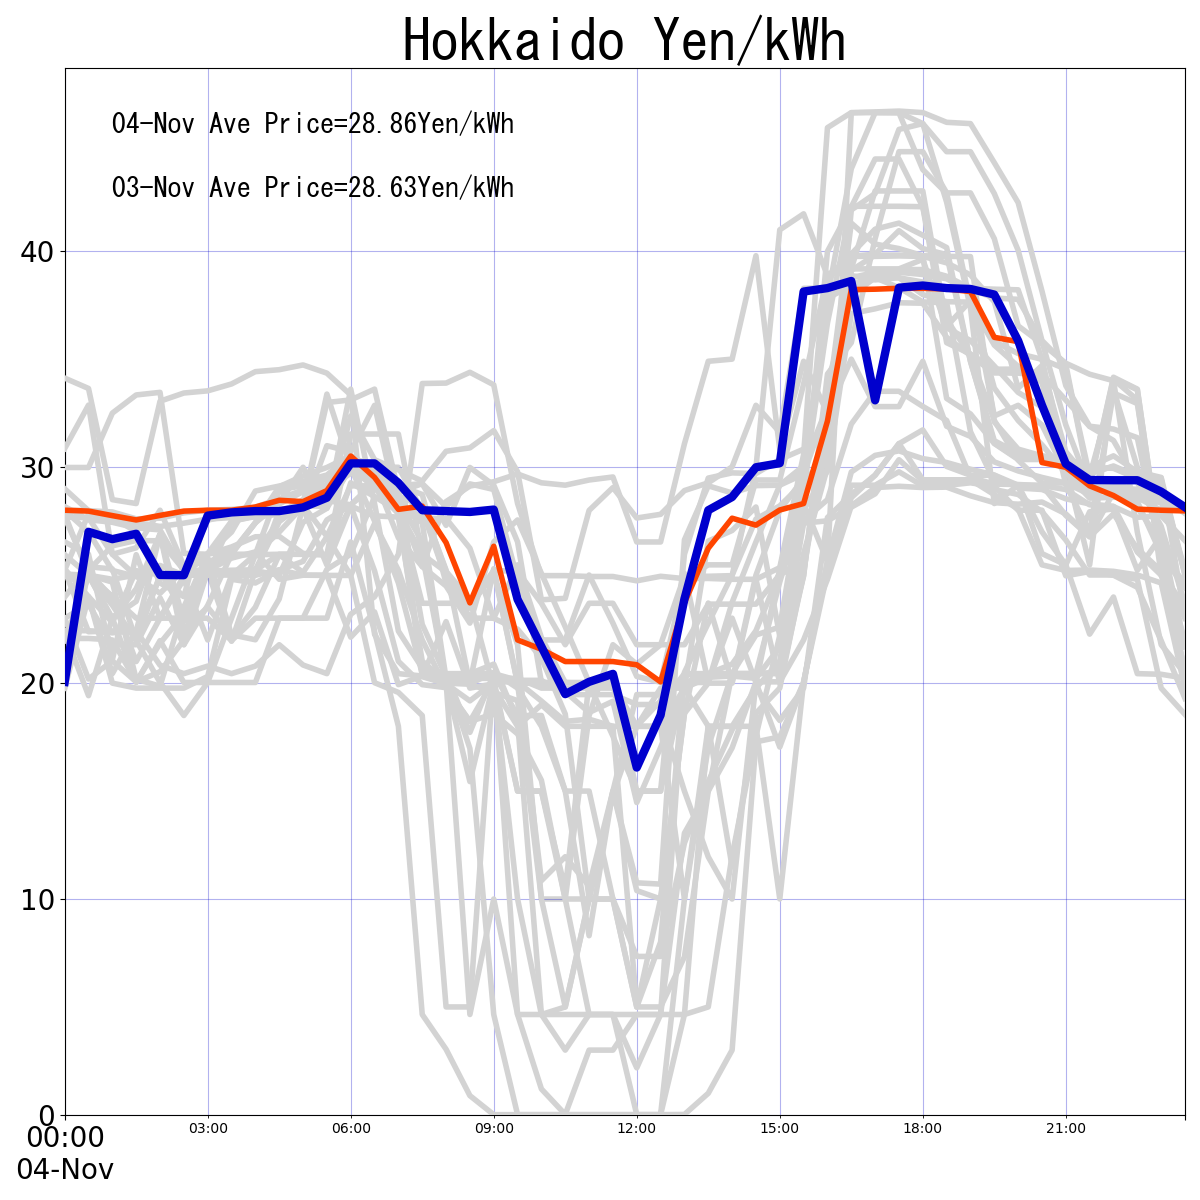 Hokkaido Yen/kWh
04-Nov Ave Price=28.86Yen/kWh
03-Nov Ave Price=28.63Yen/kWh
40
30
20
10
0
00:00 03:00 06:00 09:00 12:00 15:00 18:00 21:00
04-Nov